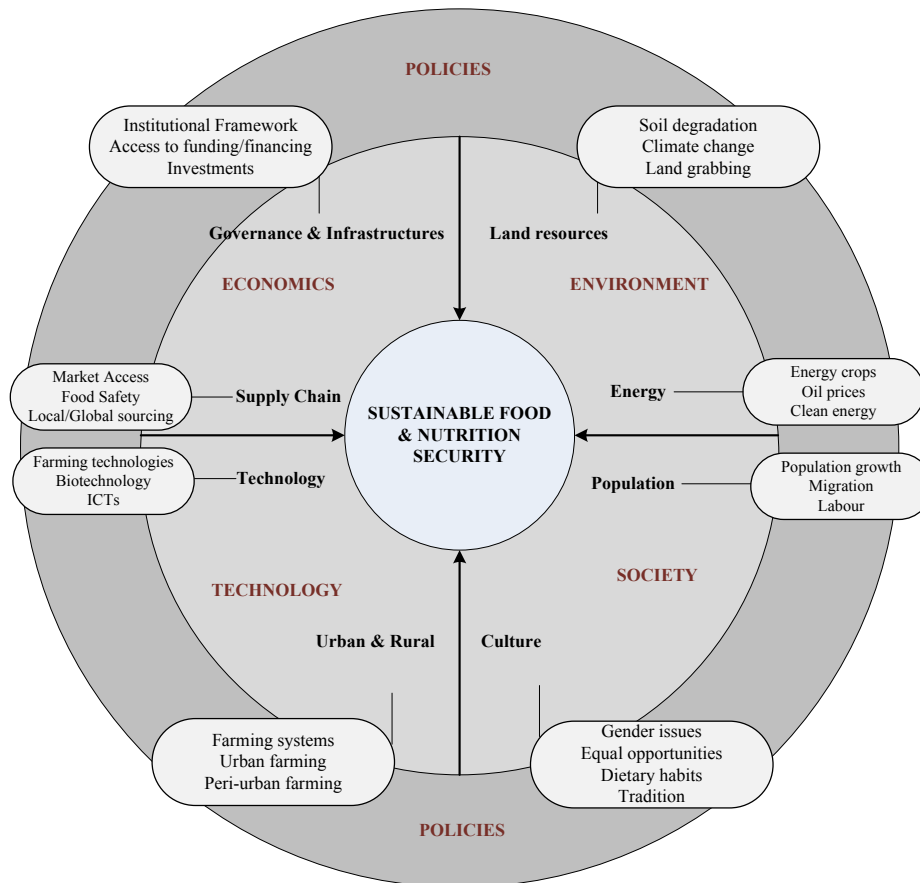 POLICIES
Institutional Framework
Access to funding/financing
Investments
Soil degradation
Climate change
Land grabbing
Governance & Infrastructures
Land resources
ECONOMICS
ENVIRONMENT
Market Access
Food Safety
Local/Global sourcing
Supply Chain
Energy
Energy crops
Oil prices
Clean energy
SUSTAINABLE FOOD
& NUTRITION
SECURITY
Farming technologies
Biotechnology
ICTs
Technology
Population
Population growth
Migration
Labour
TECHNOLOGY
SOCIETY
Urban & Rural
Culture
Farming systems
Urban farming
Peri-urban farming
Gender issues
Equal opportunities
Dietary habits
Tradition
POLICIES